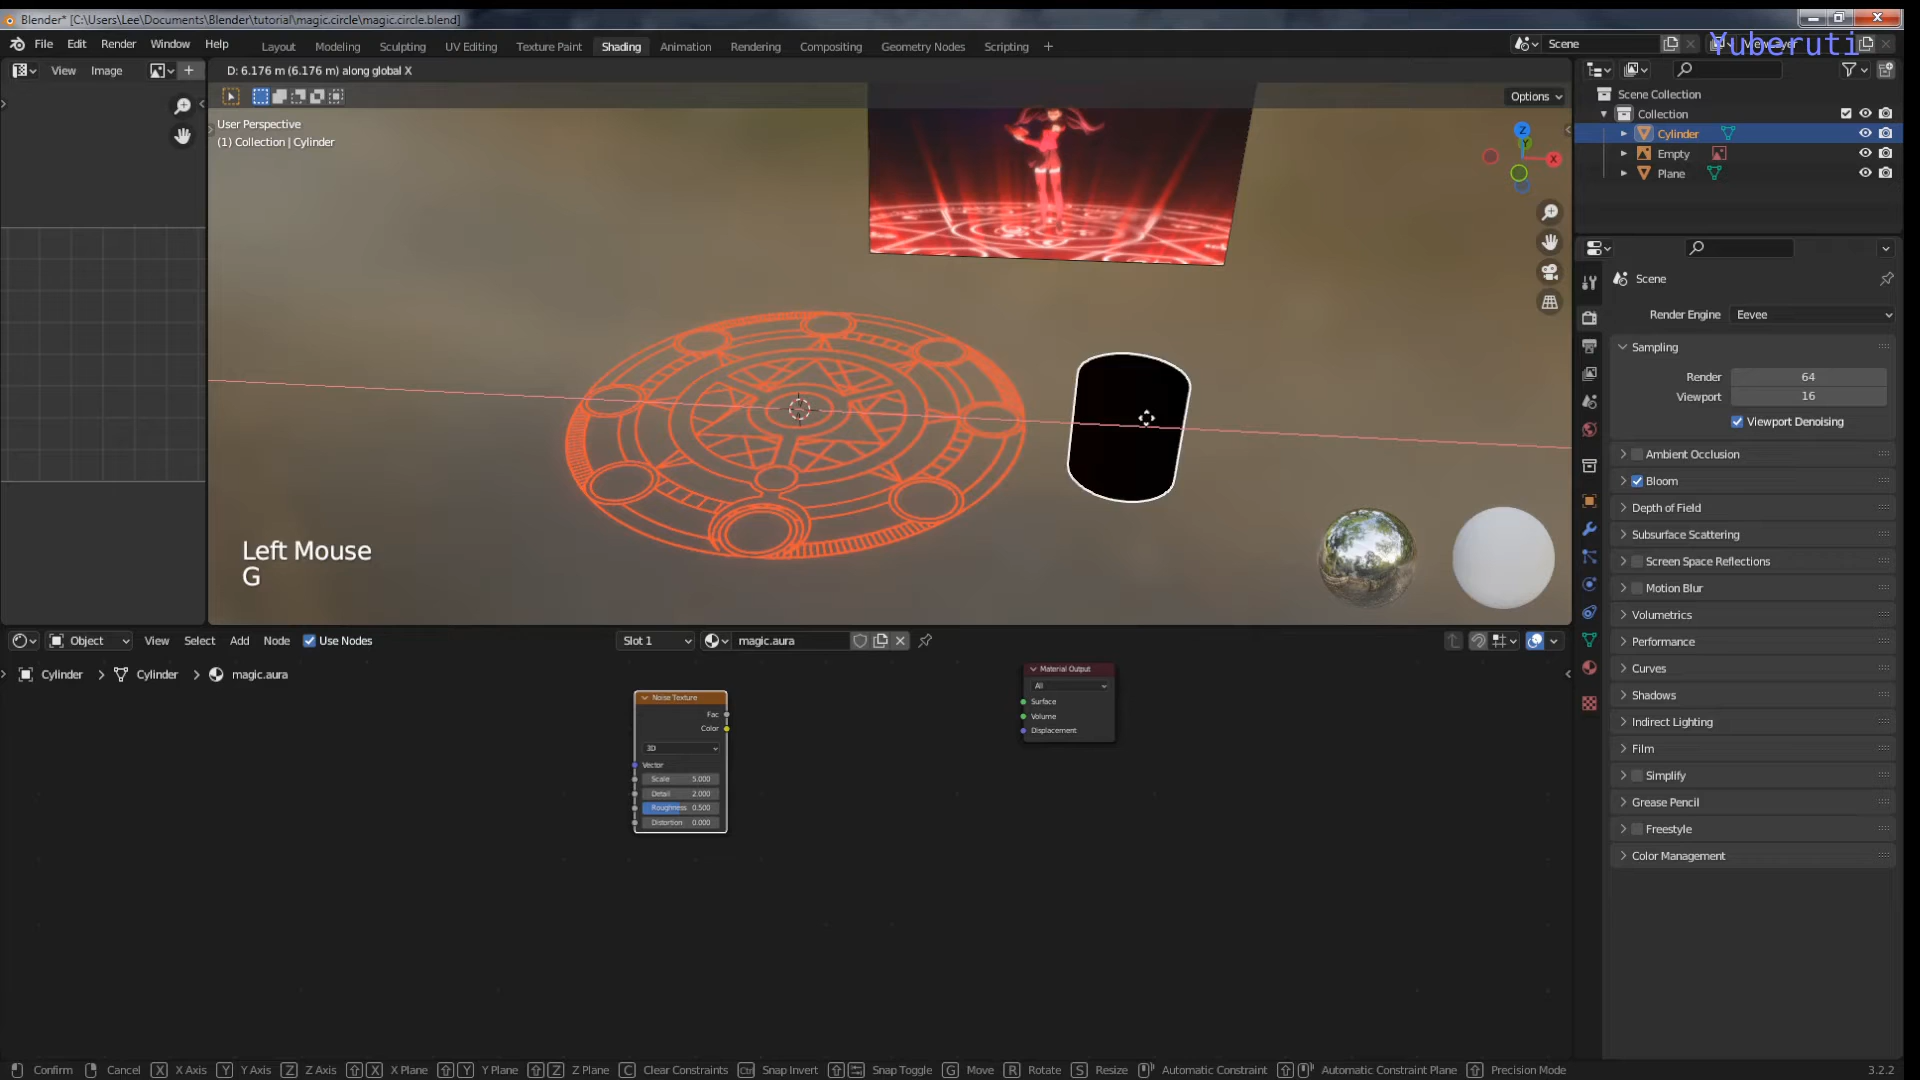 Blender* [C:\Users\Lee\Documents\Blender\tutorial\magic.circle\magic.circle.blend]
File Edit Render Window Help
Layout Modeling Sculpting UV Editing Texture Paint Shading Animation Rendering Compositing Geometry Nodes Scripting +
Scene
Yuberuti
View Image
D: 6.176 m (6.176 m) along global X
Options
User Perspective
(1) Collection | Cylinder
Z
Y
X
Left Mouse
G
Scene Collection
Collection
Cylinder
Empty
Plane
Scene
Render Engine Eevee
Sampling
Render 64
Viewport 16
Viewport Denoising
Ambient Occlusion
Bloom
Depth of Field
Subsurface Scattering
Screen Space Reflections
Motion Blur
Volumetrics
Performance
Curves
Shadows
Indirect Lighting
Film
Simplify
Grease Pencil
Freestyle
Color Management
Object View Select Add Node Use Nodes Slot 1 magic.aura
Cylinder > Cylinder > magic.aura
Noise Texture
Fac
Color
3D
Vector
Scale 5.000
Detail 2.000
Roughness 0.500
Distortion 0.000
Material Output
All
Surface
Volume
Displacement
Confirm Cancel X X Axis Y Y Axis Z Z Axis X X Plane Y Y Plane Z Z Plane C Clear Constraints Ctrl Snap Invert Snap Toggle G Move R Rotate S Resize Automatic Constraint Automatic Constraint Plane Precision Mode 3.2.2